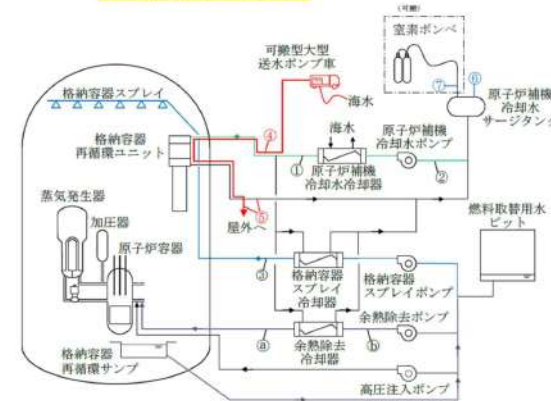 (可搬)
窒素ボンベ
可搬型大型
送水ポンプ車
⑦
⑥
格納容器スプレイ
海水
原子炉補機
冷却水
サージタンク
④
海水
原子炉補機
冷却水ポンプ
格納容器
再循環ユニット
①
原子炉補機
冷却水冷却器
②
蒸気発生器
⑤
屋外へ
燃料取替用水
ピット
加圧器
原子炉容器
③
格納容器
スプレイ
冷却器
格納容器
スプレイポンプ
余熱除去ポンプ
ⓐ
ⓑ
余熱除去
冷却器
格納容器
再循環サンプ
高圧注入ポンプ